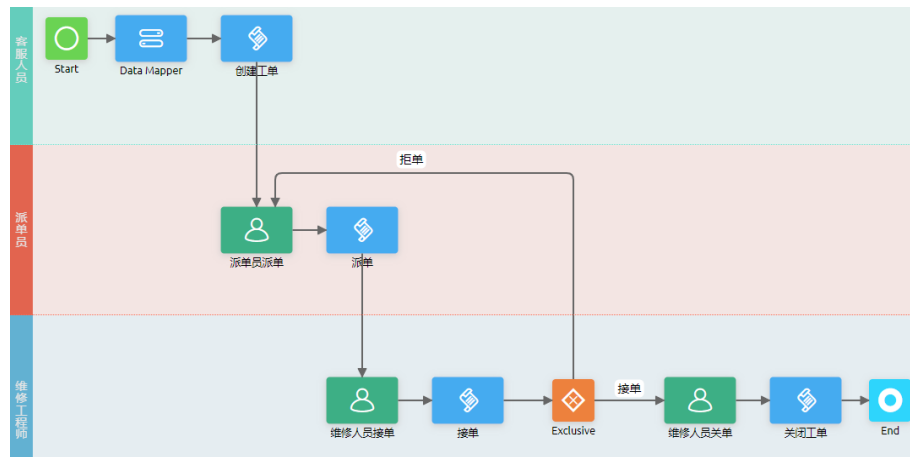 客服人员
Start
Data Mapper
创建工单
拒单
派单员
派单员派单
派单
维修工程师
维修人员接单
接单
Exclusive
接单
维修人员关单
关闭工单
End